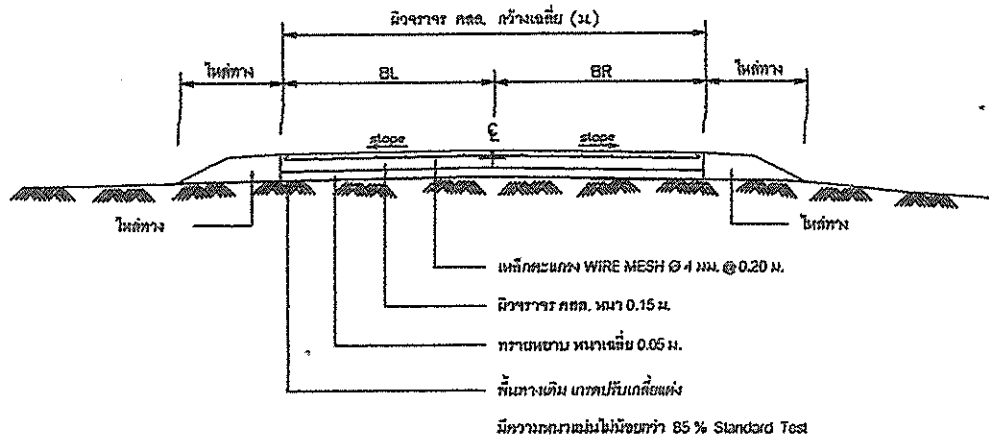 ผิวจราจร คสล. กว้างเฉลี่ย (ม.)
ไหล่ทาง BL BR ไหล่ทาง
slope ⅊ slope
ไหล่ทาง ไหล่ทาง
เหล็กตะแกรง WIRE MESH Ø 4 มม. @ 0.20 ม.
ผิวจราจร คสล. หนา 0.15 ม.
ทรายหยาบ หนาเฉลี่ย 0.05 ม.
พื้นทางเดิม เกรดปรับเกลี่ยแต่ง
มีความหนาแน่นไม่น้อยกว่า 85 % Standard Test